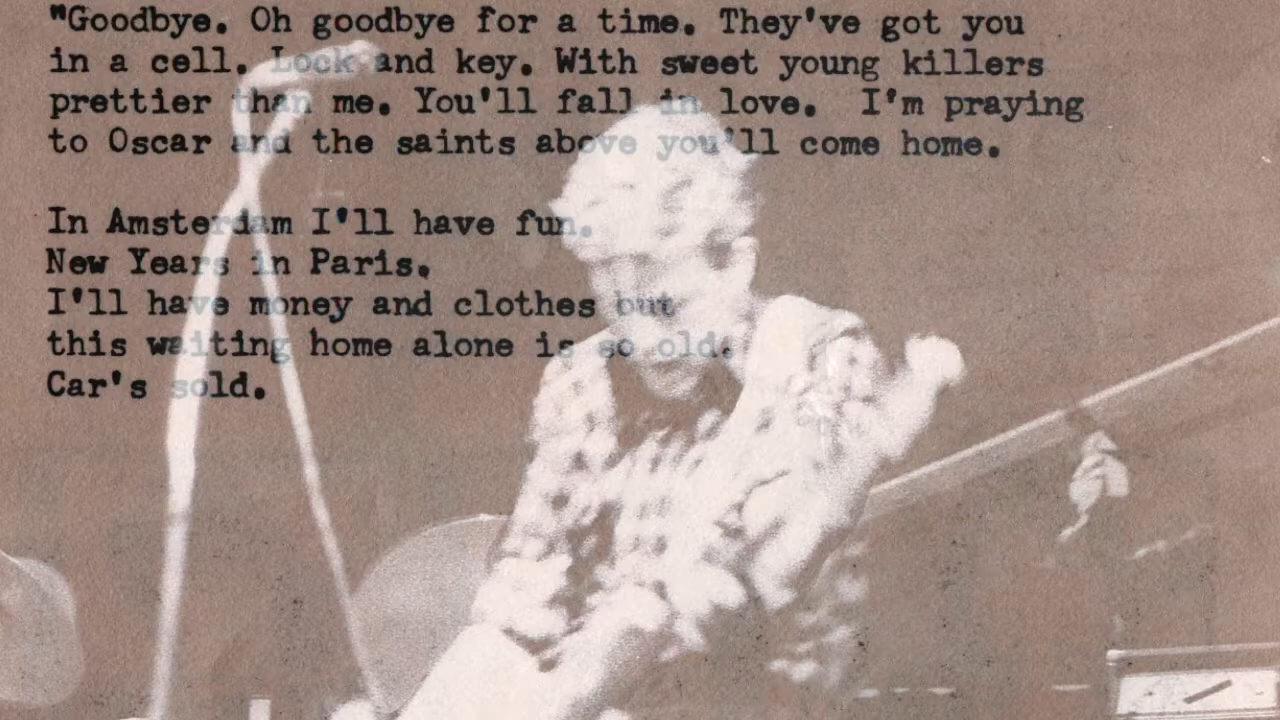 "Goodbye. Oh goodbye for a time. They've got you
in a cell. Lock and key. With sweet young killers
prettier than me. You'll fall in love.  I'm praying
to Oscar and the saints above you'll come home.
In Amsterdam I'll have fun.
New Years in Paris.
I'll have money and clothes but
this waiting home alone is so old.
Car's sold.